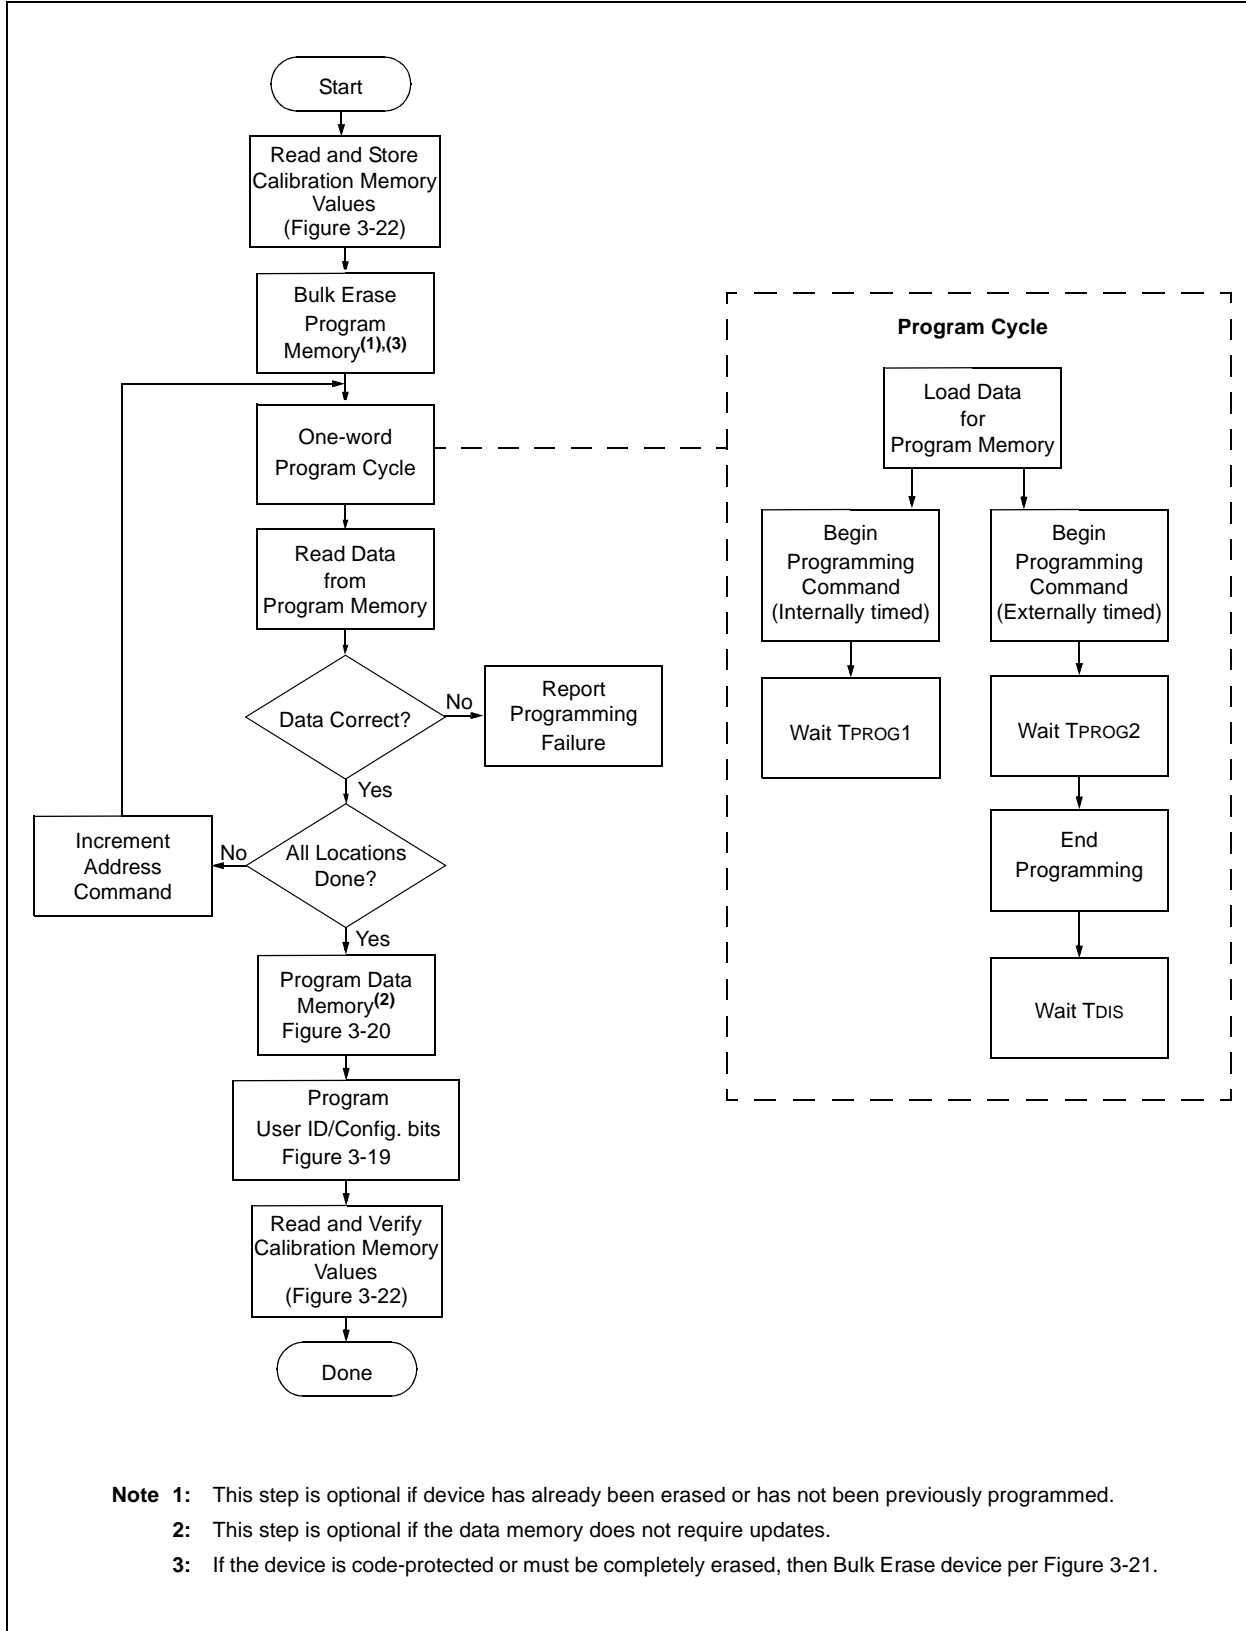 Start
Read and Store
Calibration Memory
Values
(Figure 3-22)
Bulk Erase
Program
Memory(1),(3)
One-word
Program Cycle
Read Data
from
Program Memory
Data Correct?
No
Report
Programming
Failure
Yes
All Locations
Done?
No
Increment
Address
Command
Yes
Program Data
Memory(2)
Figure 3-20
Program
User ID/Config. bits
Figure 3-19
Read and Verify
Calibration Memory
Values
(Figure 3-22)
Done
Program Cycle
Load Data
for
Program Memory
Begin
Programming
Command
(Internally timed)
Wait TPROG1
Begin
Programming
Command
(Externally timed)
Wait TPROG2
End
Programming
Wait TDIS
Note 1: This step is optional if device has already been erased or has not been previously programmed.
2: This step is optional if the data memory does not require updates.
3: If the device is code-protected or must be completely erased, then Bulk Erase device per Figure 3-21.